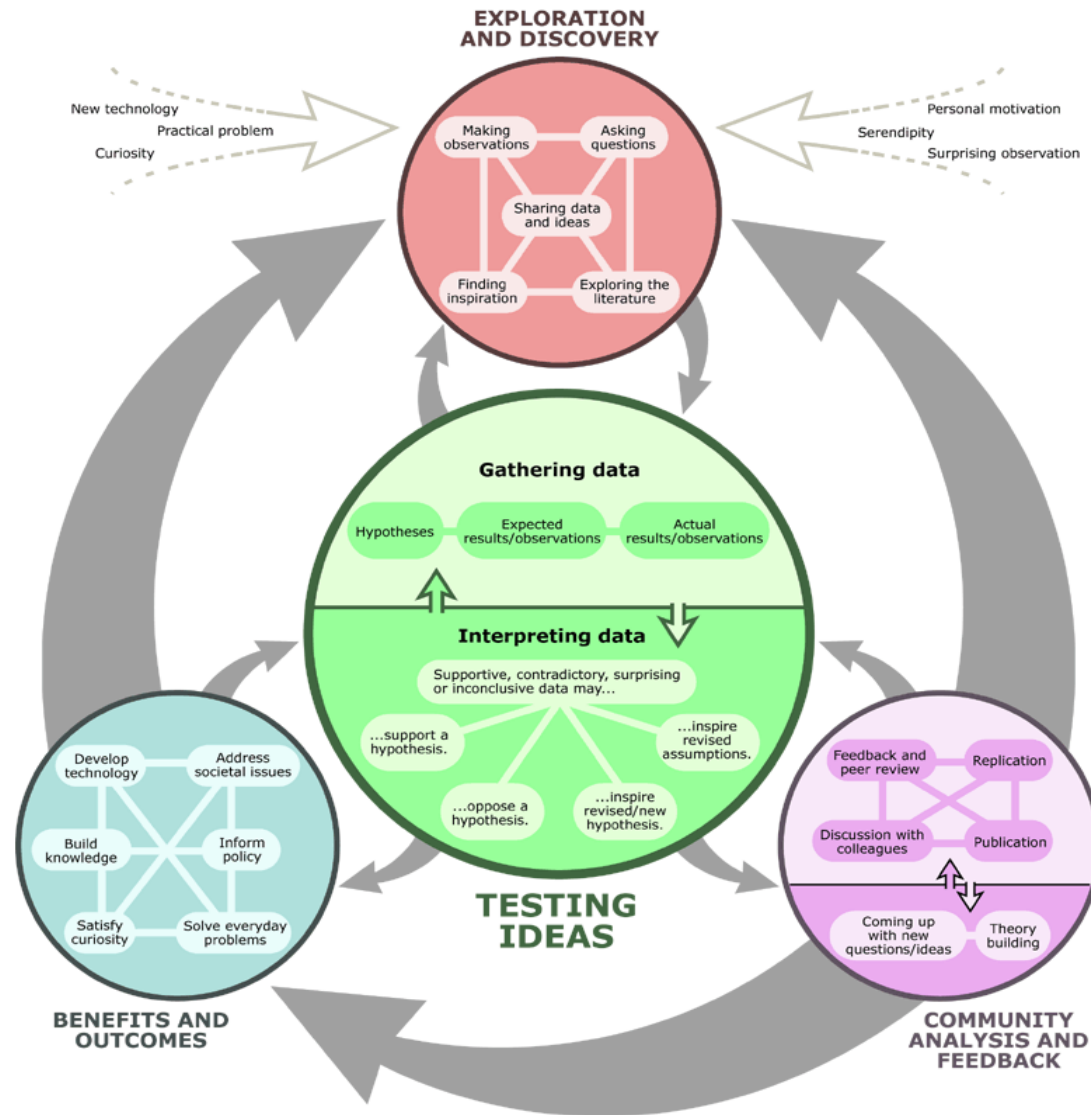 EXPLORATION
AND DISCOVERY
New technology
Practical problem
Curiosity
Personal motivation
Serendipity
Surprising observation
Making
observations
Asking
questions
Sharing data
and ideas
Finding
inspiration
Exploring the
literature
Gathering data
Hypotheses
Expected
results/observations
Actual
results/observations
Interpreting data
Supportive, contradictory, surprising
or inconclusive data may...
...support a
hypothesis.
...oppose a
hypothesis.
...inspire
revised/new
hypothesis.
...inspire
revised
assumptions.
TESTING
IDEAS
Develop
technology
Address
societal issues
Build
knowledge
Inform
policy
Satisfy
curiosity
Solve everyday
problems
BENEFITS AND
OUTCOMES
Feedback and
peer review
Replication
Discussion with
colleagues
Publication
Coming up
with new
questions/ideas
Theory
building
COMMUNITY
ANALYSIS AND
FEEDBACK